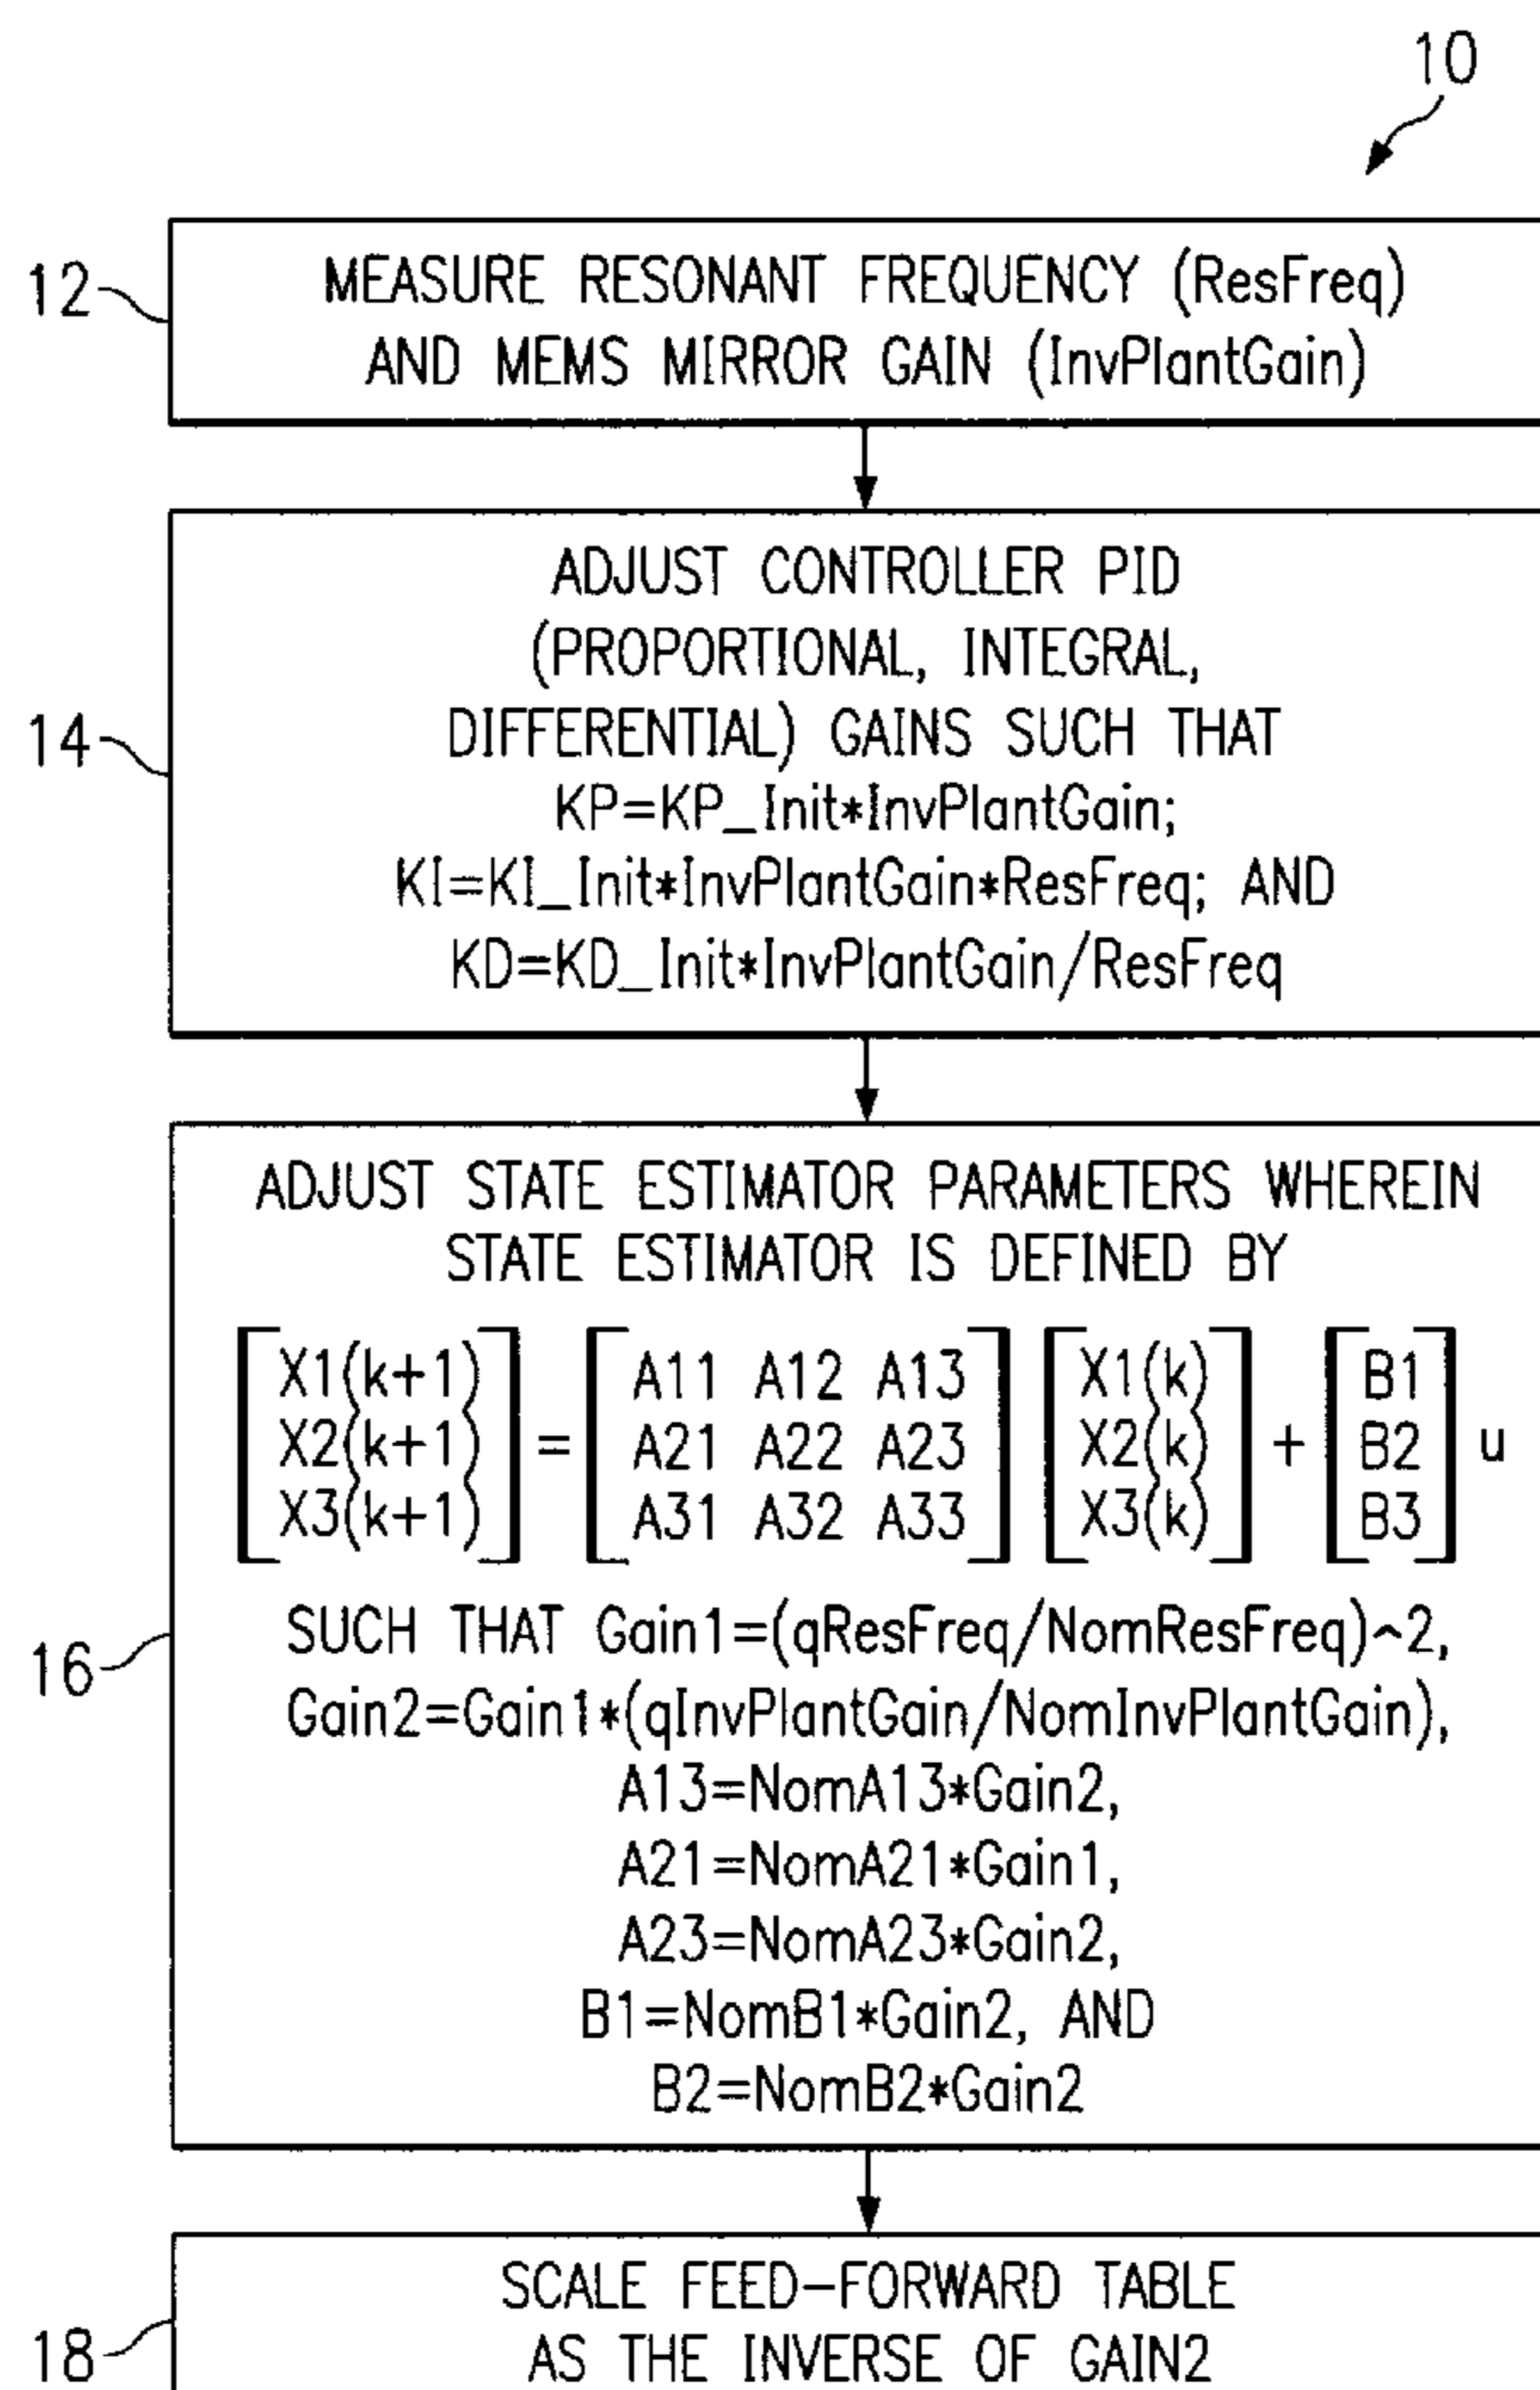 10
12
MEASURE RESONANT FREQUENCY (ResFreq)
AND MEMS MIRROR GAIN (InvPlantGain)
14
ADJUST CONTROLLER PID
(PROPORTIONAL, INTEGRAL,
DIFFERENTIAL) GAINS SUCH THAT
KP=KP_Init*InvPlantGain;
KI=KI_Init*InvPlantGain*ResFreq; AND
KD=KD_Init*InvPlantGain/ResFreq
16
ADJUST STATE ESTIMATOR PARAMETERS WHEREIN
STATE ESTIMATOR IS DEFINED BY
X1(k+1) A11 A12 A13 X1(k) B1
X2(k+1) = A21 A22 A23 X2(k) + B2 u
X3(k+1) A31 A32 A33 X3(k) B3
SUCH THAT Gain1=(qResFreq/NomResFreq)^2,
Gain2=Gain1*(qInvPlantGain/NomInvPlantGain),
A13=NomA13*Gain2,
A21=NomA21*Gain1,
A23=NomA23*Gain2,
B1=NomB1*Gain2, AND
B2=NomB2*Gain2
18
SCALE FEED-FORWARD TABLE
AS THE INVERSE OF GAIN2